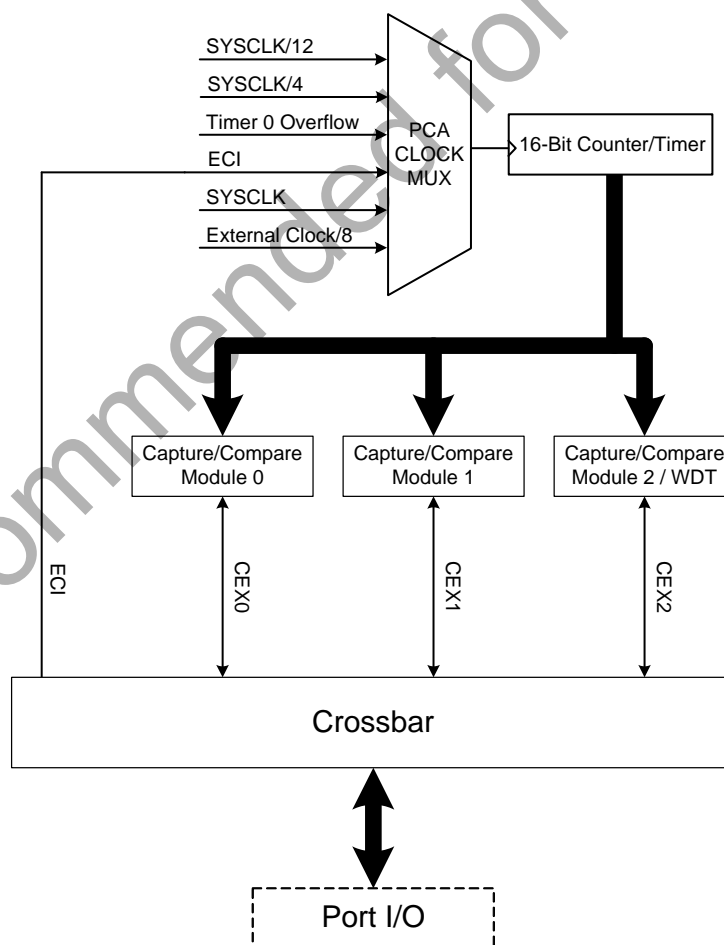 SYSCLK/12
SYSCLK/4
Timer 0 Overflow
ECI
SYSCLK
External Clock/8
PCA
CLOCK
MUX
16-Bit Counter/Timer
Capture/Compare
Module 0
Capture/Compare
Module 1
Capture/Compare
Module 2 / WDT
ECI
CEX0
CEX1
CEX2
Crossbar
Port I/O